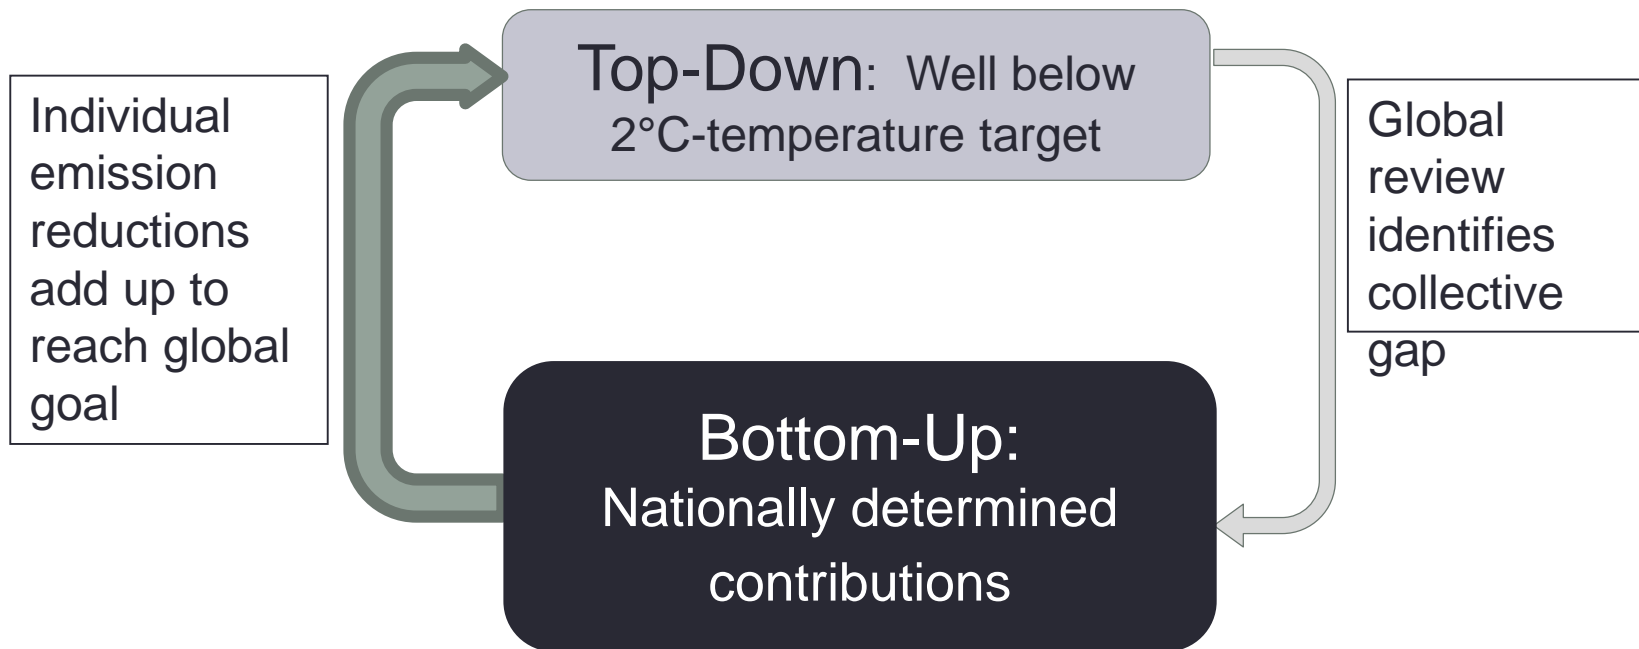 Top-Down: Well below
2°C-temperature target
Individual
emission
reductions
add up to
reach global
goal
Global
review
identifies
collective
gap
Bottom-Up:
Nationally determined
contributions